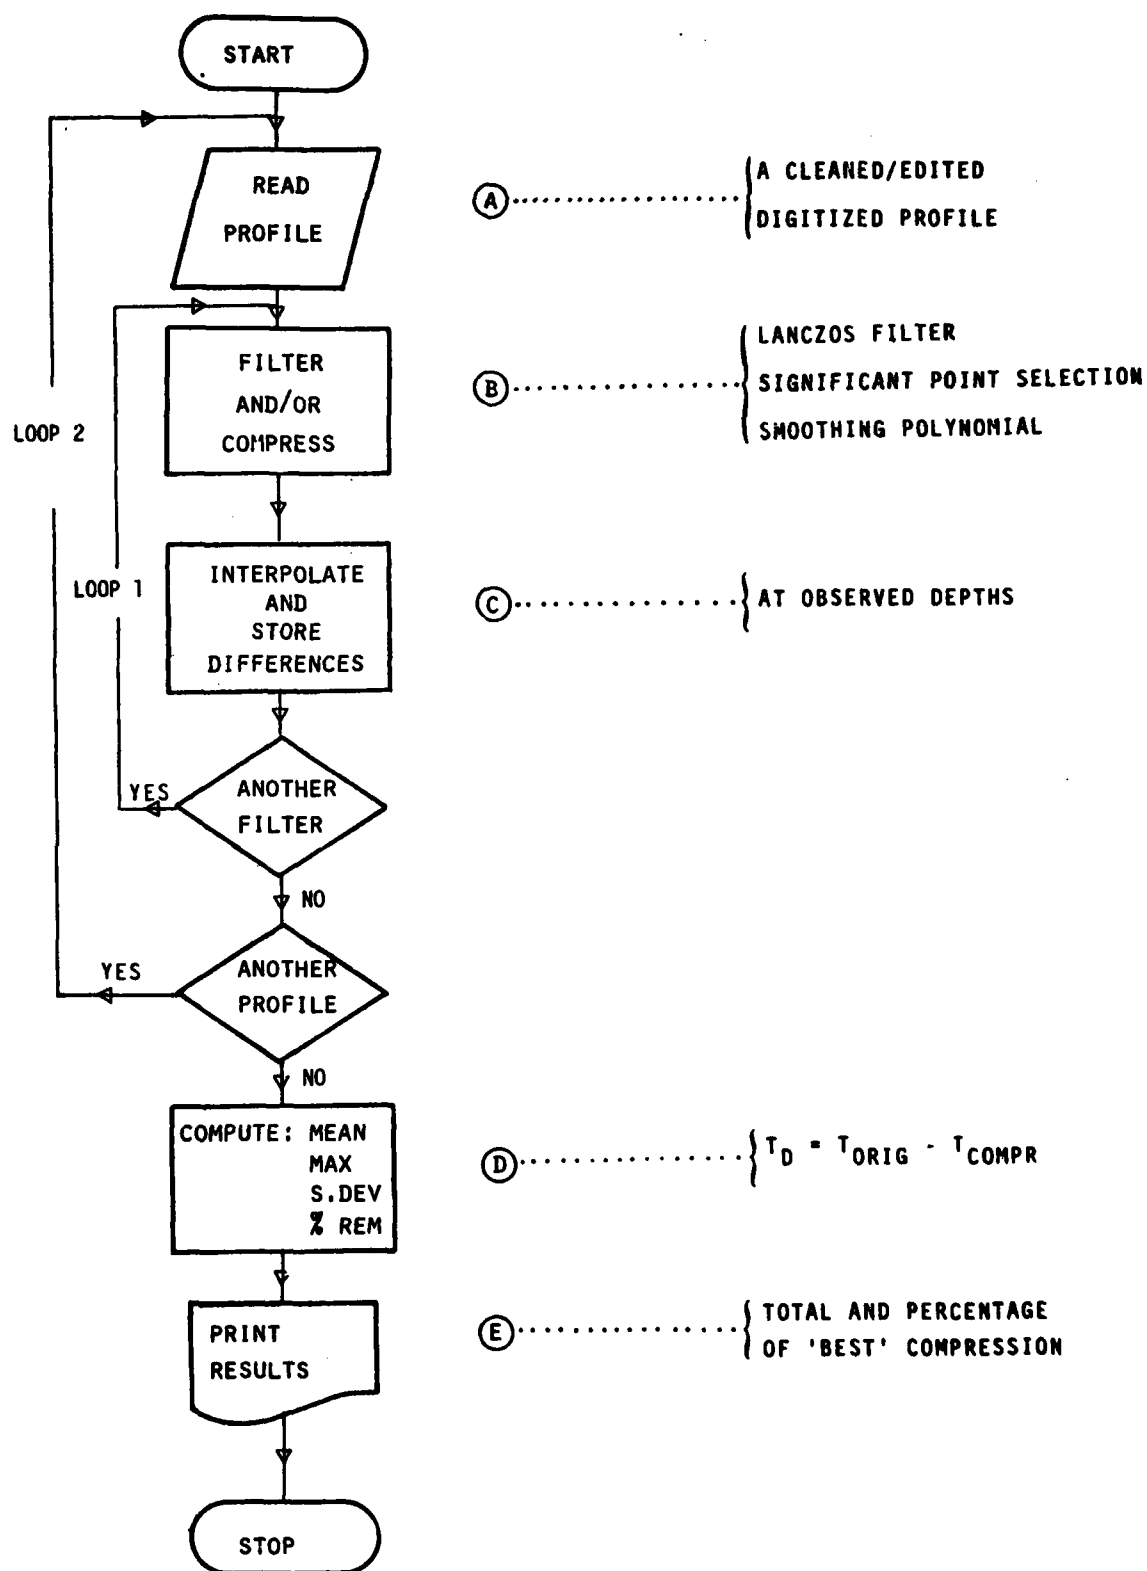 START
READ
PROFILE
A
A CLEANED/EDITED
DIGITIZED PROFILE
FILTER
AND/OR
COMPRESS
B
LANCZOS FILTER
SIGNIFICANT POINT SELECTION
SMOOTHING POLYNOMIAL
LOOP 2
INTERPOLATE
AND
STORE
DIFFERENCES
LOOP 1
C
AT OBSERVED DEPTHS
YES
ANOTHER
FILTER
NO
YES
ANOTHER
PROFILE
NO
COMPUTE: MEAN
MAX
S.DEV
% REM
D
T_D = T_ORIG - T_COMPR
PRINT
RESULTS
E
TOTAL AND PERCENTAGE
OF 'BEST' COMPRESSION
STOP